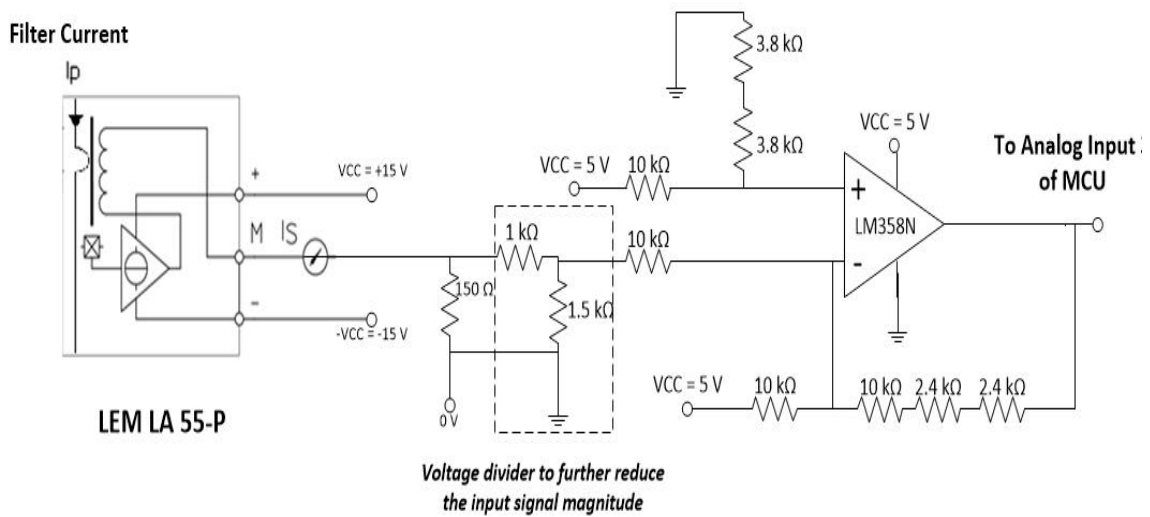 Filter Current
Ip
+
VCC = +15 V
M IS
-
-VCC = -15 V
LEM LA 55-P
150 Ω
0 V
1 kΩ
1.5 kΩ
Voltage divider to further reduce
the input signal magnitude
3.8 kΩ
3.8 kΩ
VCC = 5 V
10 kΩ
10 kΩ
VCC = 5 V
+
LM358N
-
To Analog Input
of MCU
VCC = 5 V
10 kΩ
10 kΩ
2.4 kΩ
2.4 kΩ